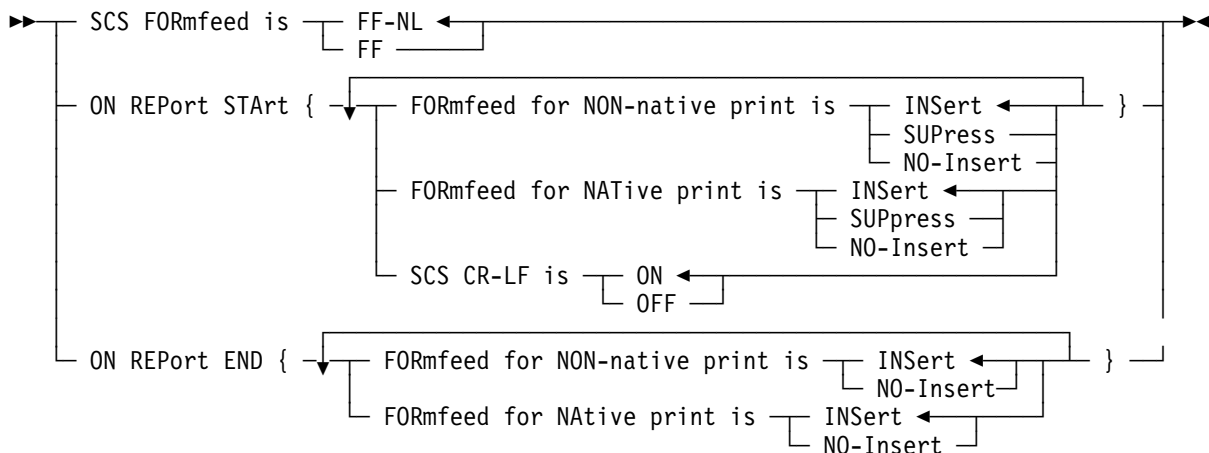 SCS FORmfeed is FF-NL
FF
ON REPort STArt { FORmfeed for NON-native print is INSert }
SUPress
NO-Insert
FORmfeed for NATive print is INSert
SUPpress
NO-Insert
SCS CR-LF is ON
OFF
ON REPort END { FORmfeed for NON-native print is INSert }
NO-Insert
FORmfeed for NAtive print is INSert
NO-Insert